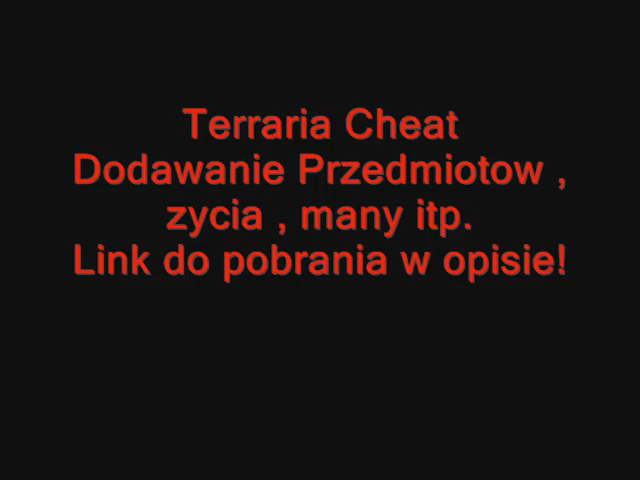 Terraria Cheat
Dodawanie Przedmiotow ,
zycia , many itp.
Link do pobrania w opisie!